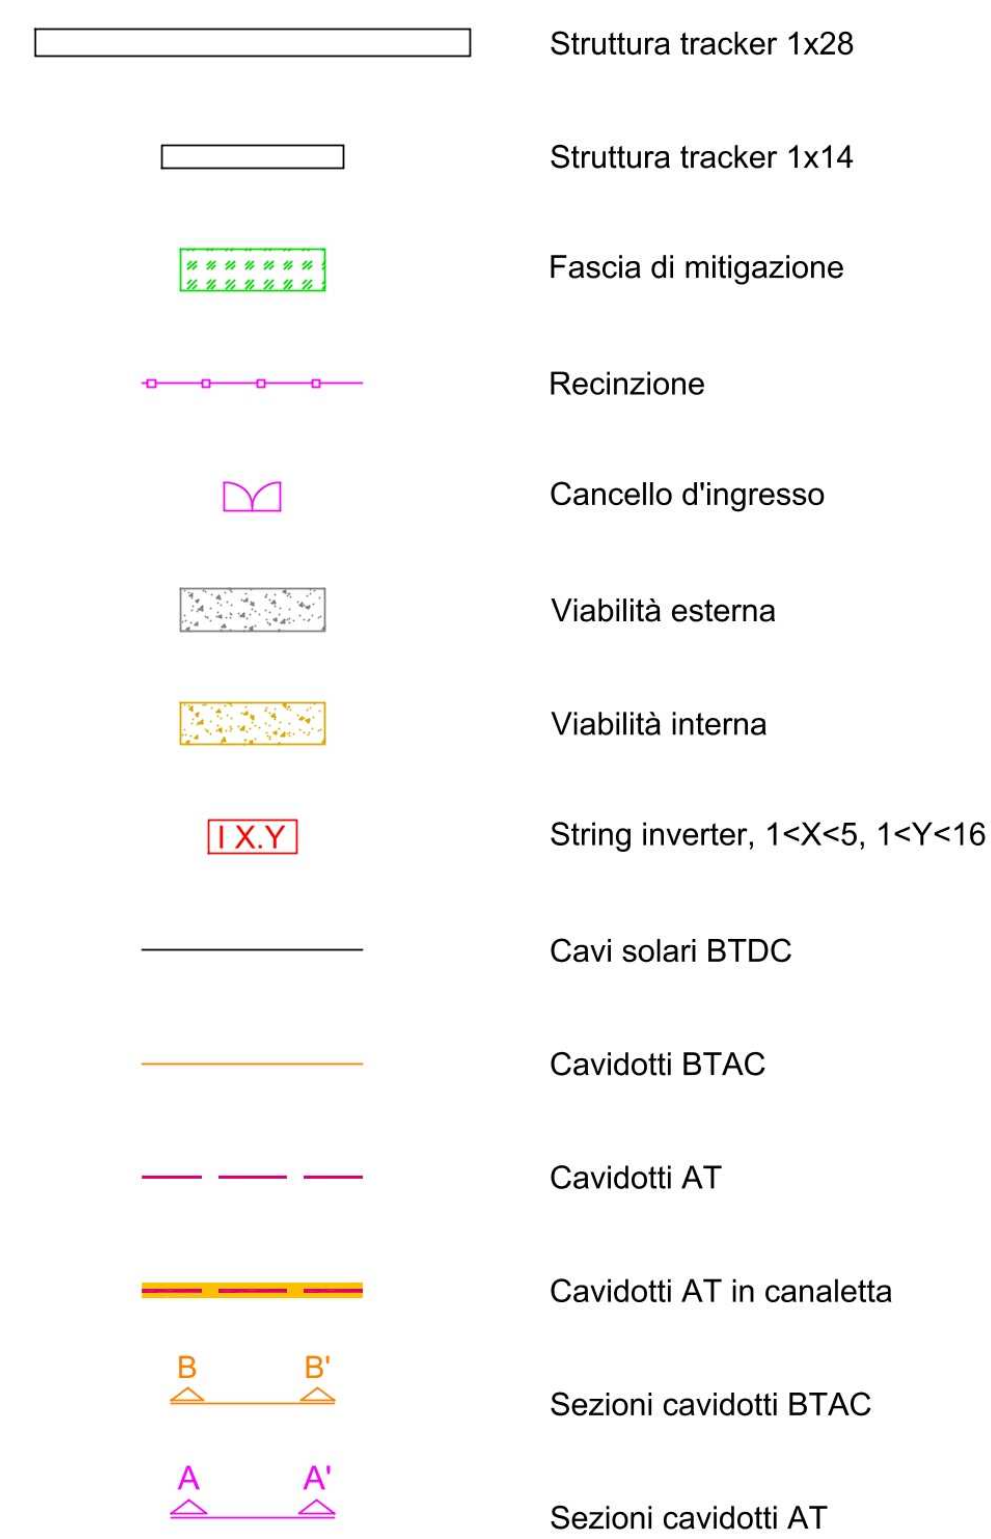 Struttura tracker 1x28
Struttura tracker 1x14
Fascia di mitigazione
Recinzione
Cancello d'ingresso
Viabilità esterna
Viabilità interna
I X.Y String inverter, 1<X<5, 1<Y<16
Cavi solari BTDC
Cavidotti BTAC
Cavidotti AT
Cavidotti AT in canaletta
B B'
Sezioni cavidotti BTAC
A A'
Sezioni cavidotti AT